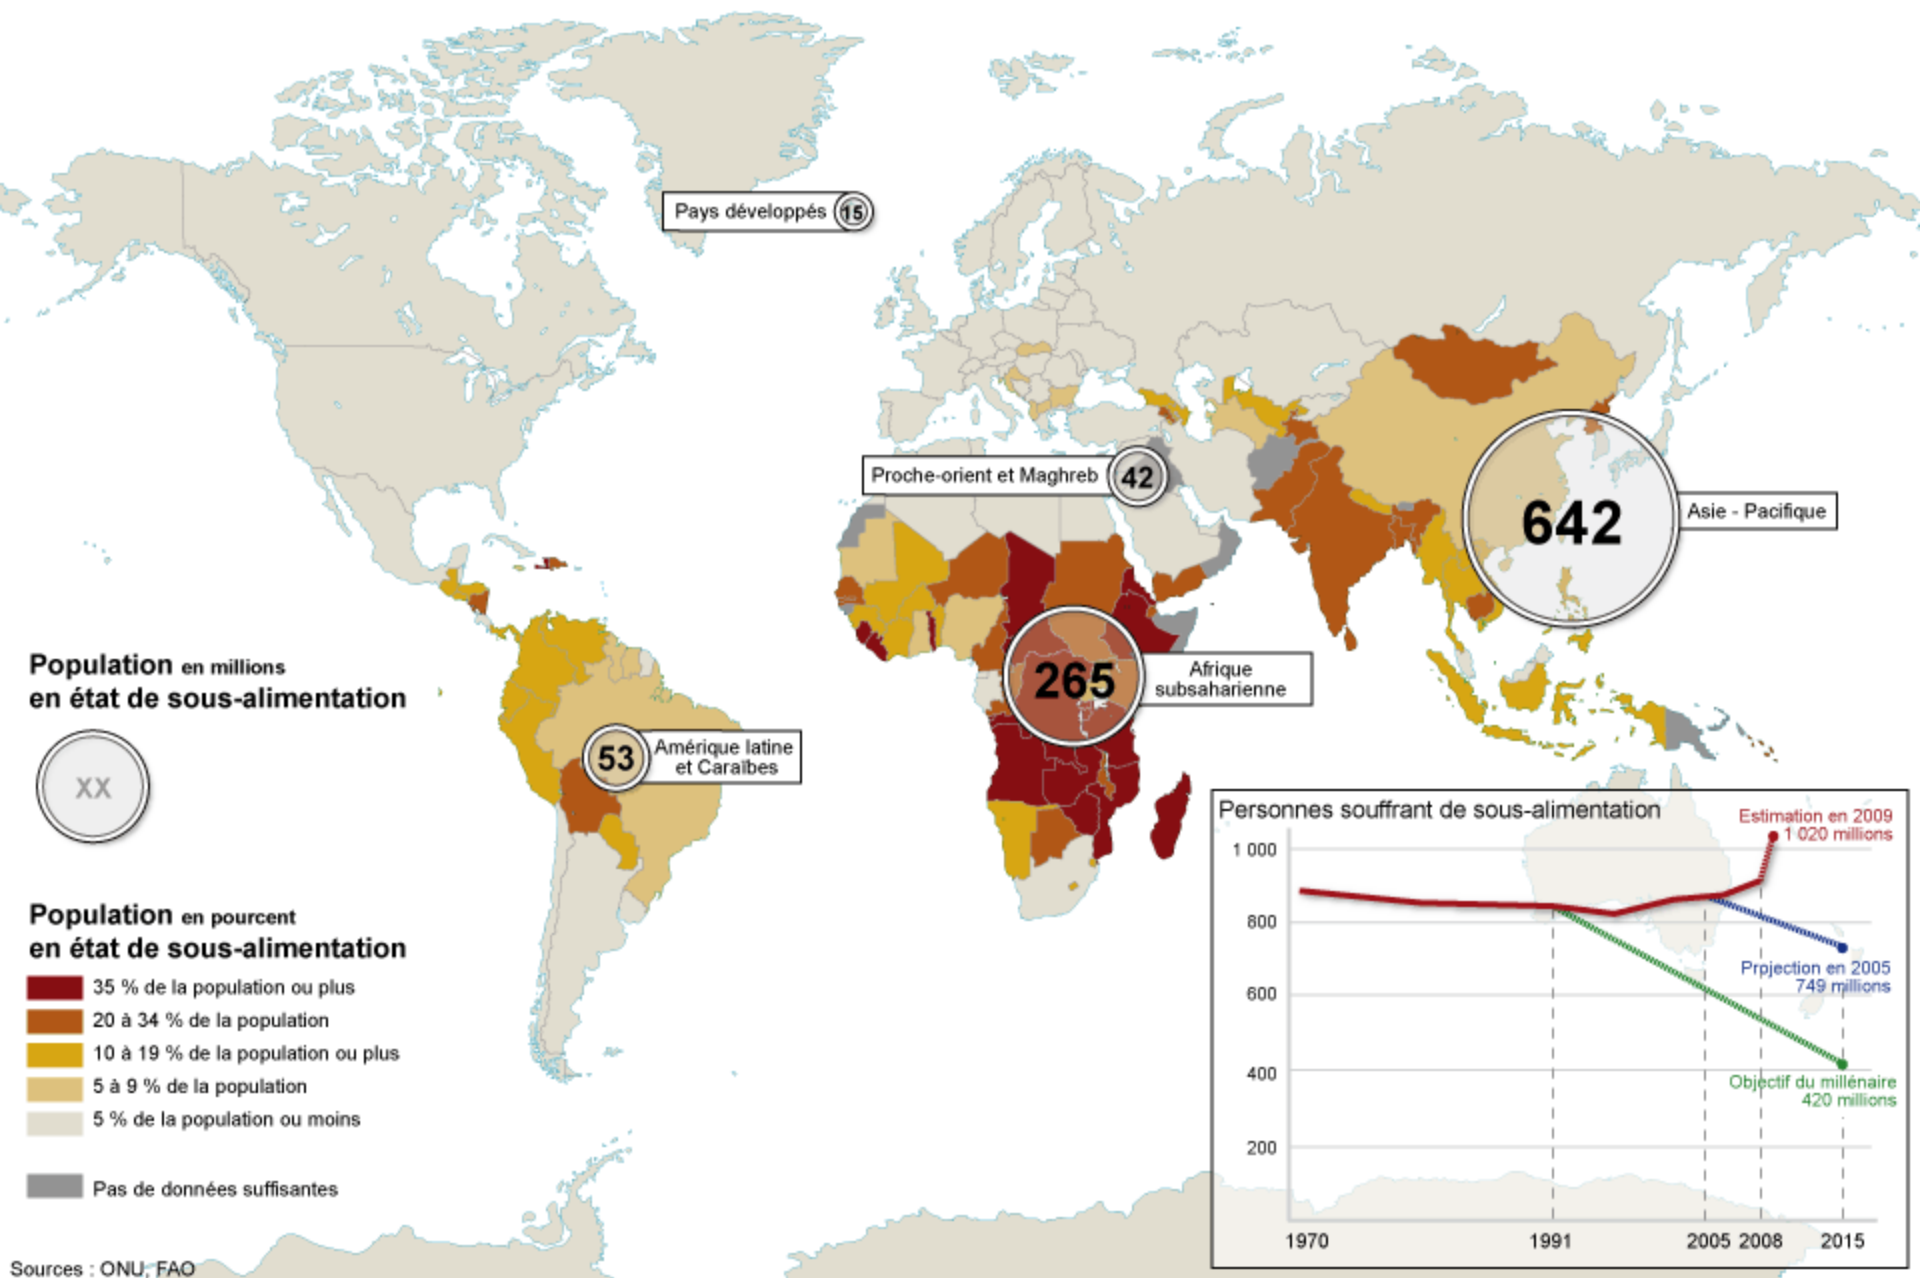 Pays développés 15
Proche-orient et Maghreb 42
642 Asie - Pacifique
265 Afrique
subsaharienne
53 Amérique latine
et Caraïbes
Population en millions
en état de sous-alimentation
XX
Population en pourcent
en état de sous-alimentation
35 % de la population ou plus
20 à 34 % de la population
10 à 19 % de la population ou plus
5 à 9 % de la population
5 % de la population ou moins
Pas de données suffisantes
Sources : ONU, FAO
Personnes souffrant de sous-alimentation
Estimation en 2009
1 020 millions
1 000
800
600
400
200
Projection en 2005
749 millions
Objectif du millénaire
420 millions
1970 1991 2005 2008 2015